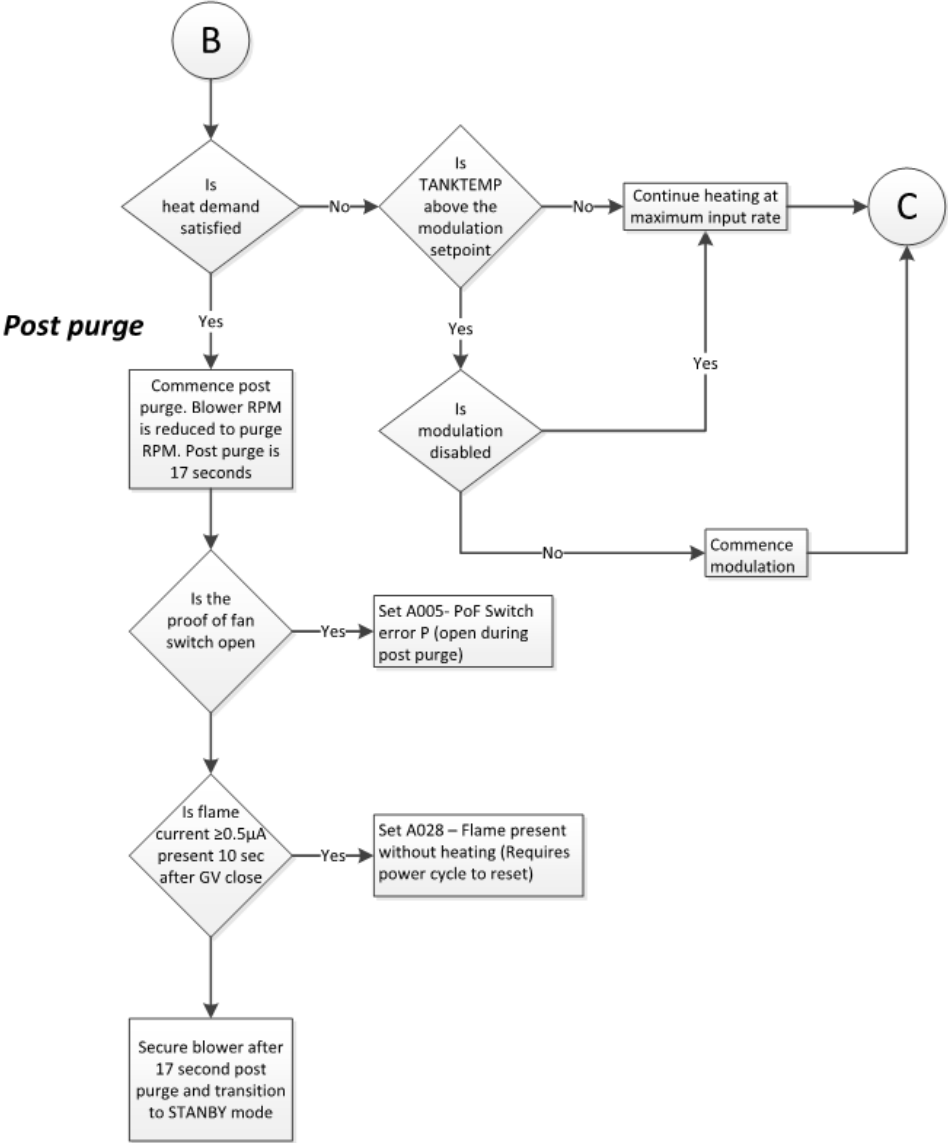 B
Is
heat demand
satisfied
No
Is
TANKTEMP
above the
modulation
setpoint
No
Continue heating at
maximum input rate
C
Yes
Post purge
Yes
Yes
Commence post
purge. Blower RPM
is reduced to purge
RPM. Post purge is
17 seconds
Is
modulation
disabled
No
Commence
modulation
Is the
proof of fan
switch open
Yes
Set A005- PoF Switch
error P (open during
post purge)
Is flame
current ≥0.5µA
present 10 sec
after GV close
Yes
Set A028 – Flame present
without heating (Requires
power cycle to reset)
Secure blower after
17 second post
purge and transition
to STANBY mode